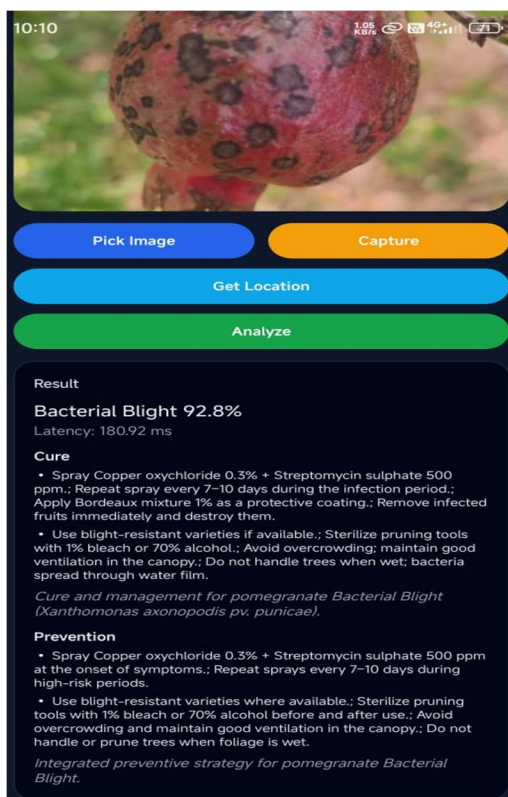 10:10
1.05 KB/s 4G+ 71
Pick Image
Capture
Get Location
Analyze
Result
Bacterial Blight 92.8%
Latency: 180.92 ms
Cure
• Spray Copper oxychloride 0.3% + Streptomycin sulphate 500
ppm.; Repeat spray every 7–10 days during the infection period.;
Apply Bordeaux mixture 1% as a protective coating.; Remove infected
fruits immediately and destroy them.
• Use blight-resistant varieties if available.; Sterilize pruning tools
with 1% bleach or 70% alcohol.; Avoid overcrowding; maintain good
ventilation in the canopy.; Do not handle trees when wet; bacteria
spread through water film.
Cure and management for pomegranate Bacterial Blight
(Xanthomonas axonopodis pv. punicae).
Prevention
• Spray Copper oxychloride 0.3% + Streptomycin sulphate 500 ppm
at the onset of symptoms.; Repeat sprays every 7–10 days during
high-risk periods.
• Use blight-resistant varieties where available.; Sterilize pruning
tools with 1% bleach or 70% alcohol before and after use.; Avoid
overcrowding and maintain good ventilation in the canopy.; Do not
handle or prune trees when foliage is wet.
Integrated preventive strategy for pomegranate Bacterial
Blight.